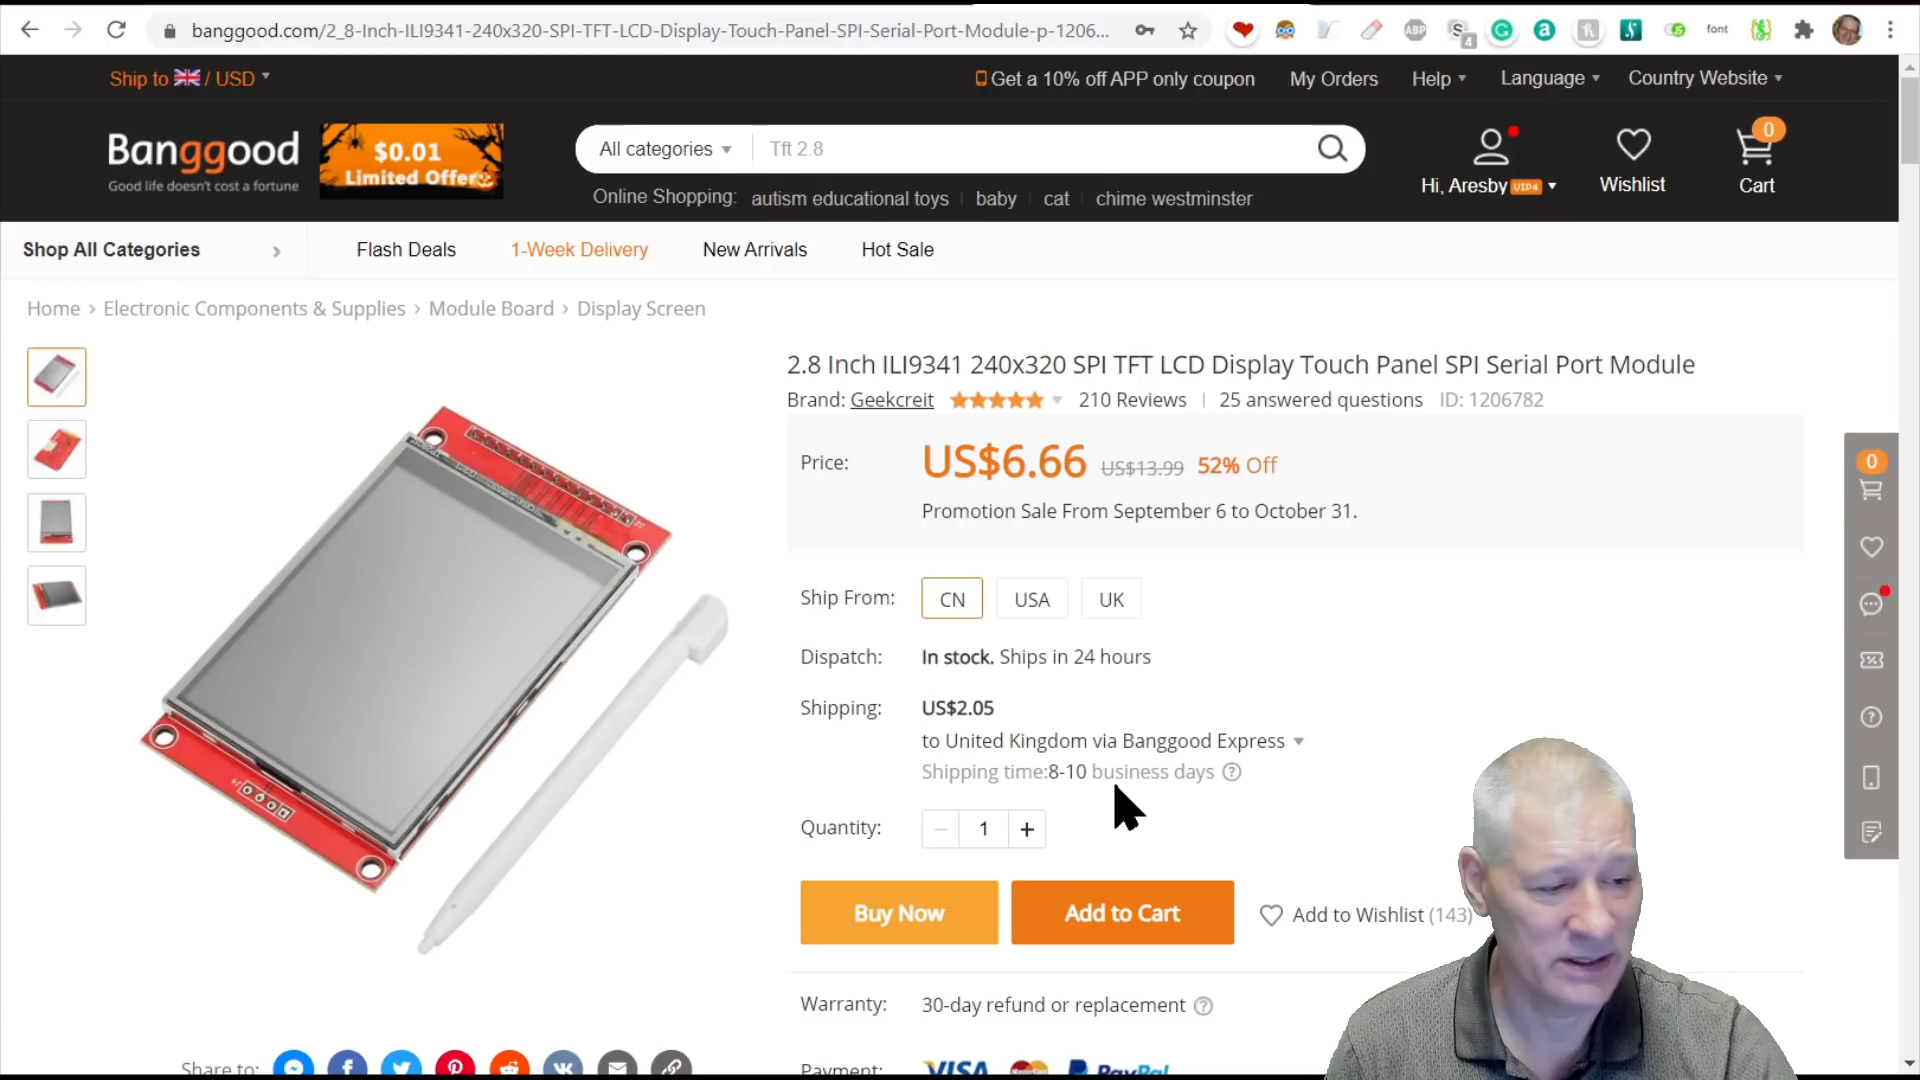 banggood.com/2_8-Inch-ILI9341-240x320-SPI-TFT-LCD-Display-Touch-Panel-SPI-Serial-Port-Module-p-1206...
ABP
4
font
Ship to / USD
Get a 10% off APP only coupon
My Orders
Help
Language
Country Website
Banggood
Good life doesn't cost a fortune
$0.01
Limited Offer
All categories
Tft 2.8
Online Shopping:
autism educational toys
baby
cat
chime westminster
Hi, Aresby VIP4
Wishlist
0
Cart
Shop All Categories
Flash Deals
1-Week Delivery
New Arrivals
Hot Sale
Home › Electronic Components & Supplies › Module Board › Display Screen
2.8 Inch ILI9341 240x320 SPI TFT LCD Display Touch Panel SPI Serial Port Module
Brand: Geekcreit
210 Reviews
25 answered questions
ID: 1206782
Price:
US$6.66 US$13.99 52% Off
Promotion Sale From September 6 to October 31.
0
Ship From:
CN
USA
UK
Dispatch:
In stock. Ships in 24 hours
Shipping:
US$2.05
to United Kingdom via Banggood Express
Shipping time:8-10 business days
Quantity:
1
Buy Now
Add to Cart
Add to Wishlist (143)
Warranty:
30-day refund or replacement
Share to:
Payment:
VISA
PayPal